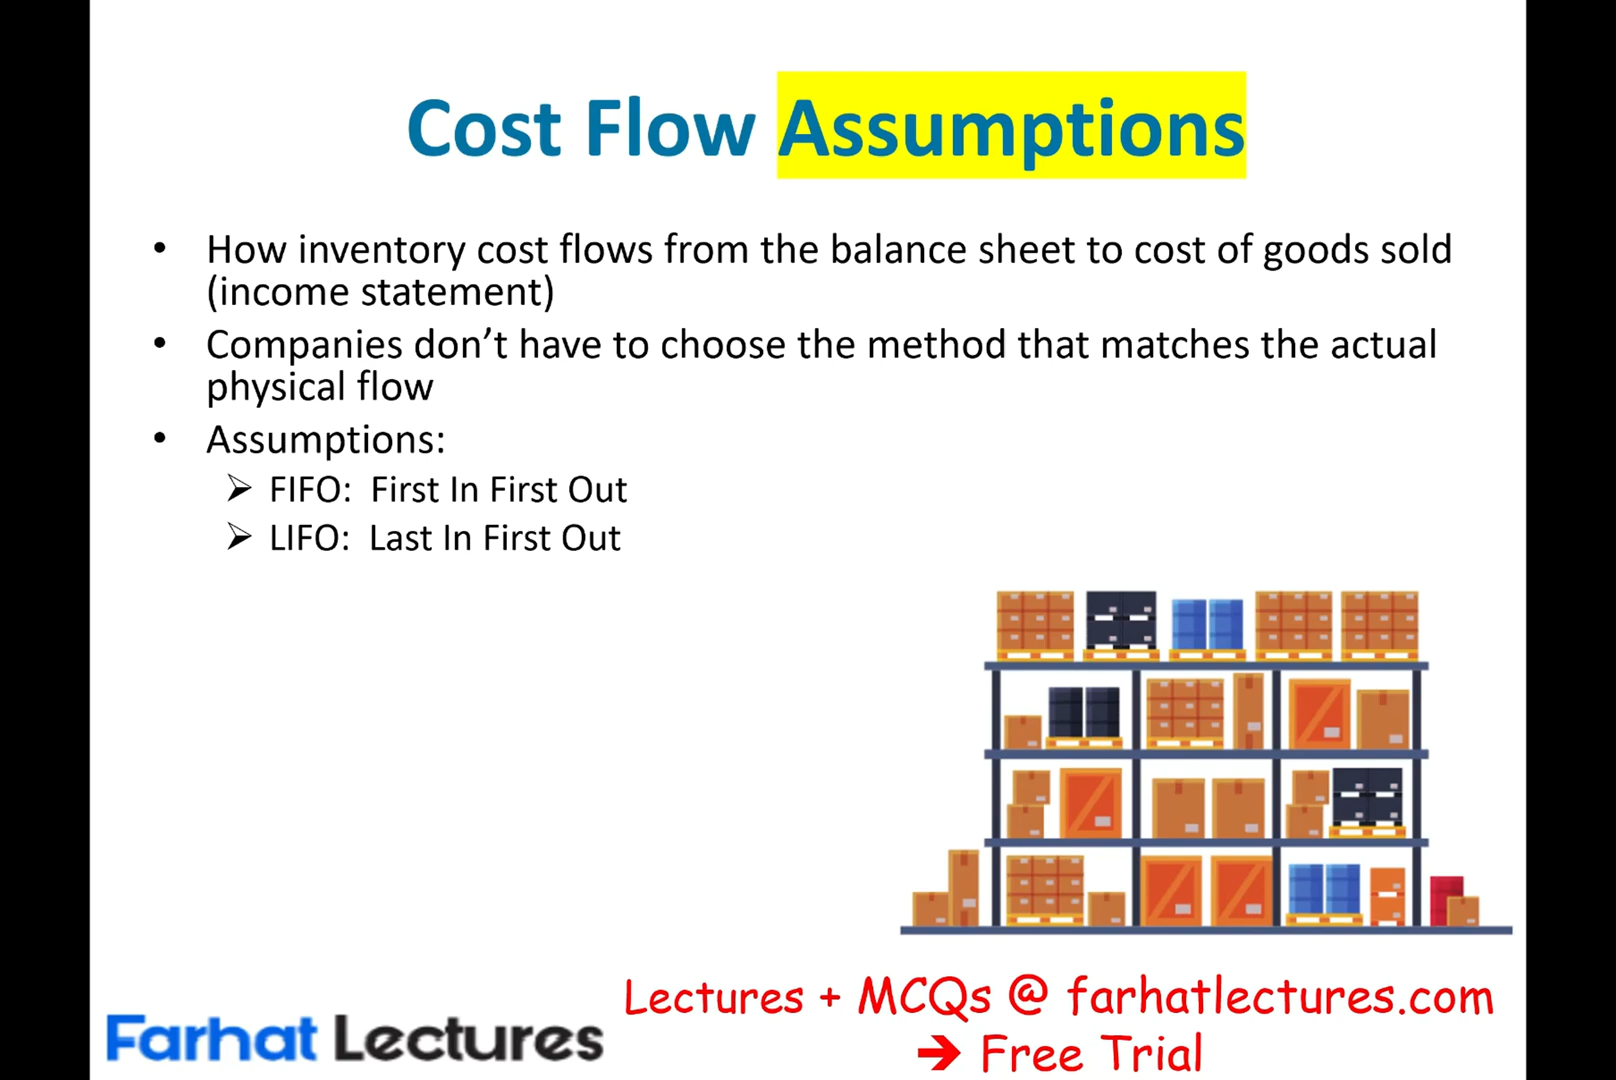 Cost Flow Assumptions
• How inventory cost flows from the balance sheet to cost of goods sold
(income statement)
• Companies don’t have to choose the method that matches the actual
physical flow
• Assumptions:
➢ FIFO:  First In First Out
➢ LIFO:  Last In First Out
Lectures + MCQs @ farhatlectures.com
Farhat Lectures
➔ Free Trial